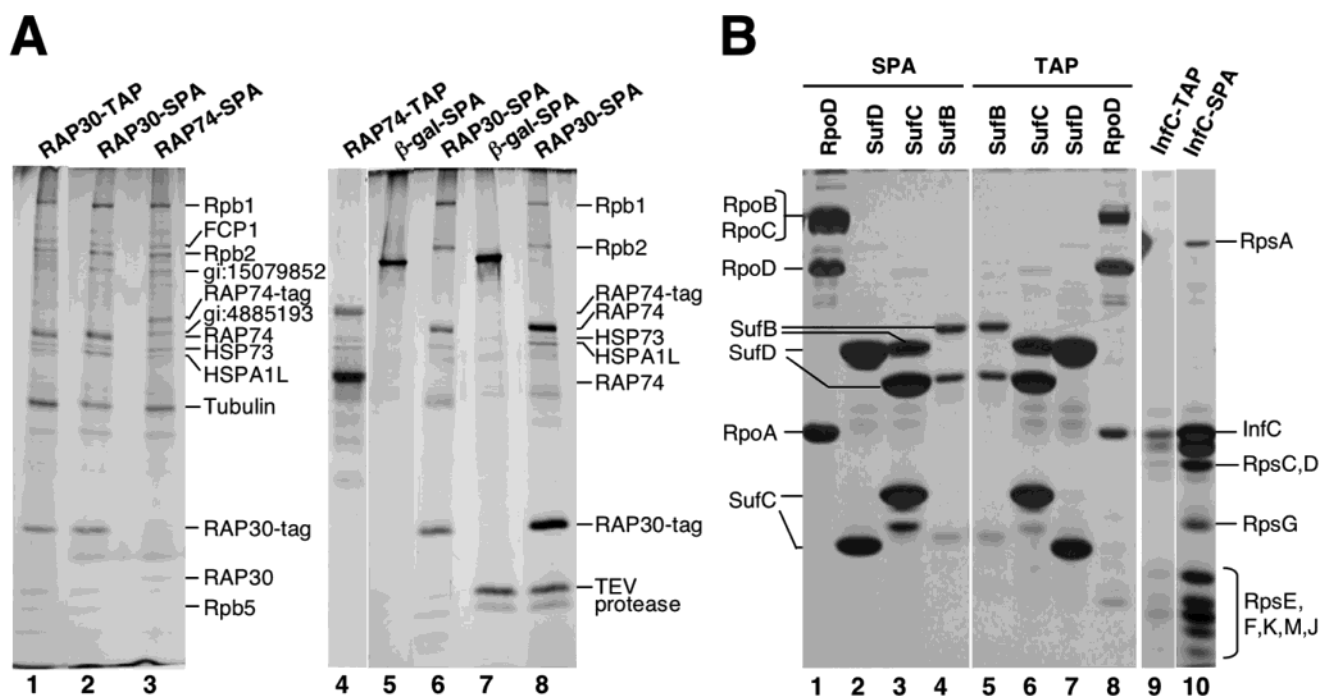 A
RAP30-TAP
RAP30-SPA
RAP74-SPA
Rpb1
FCP1
Rpb2
gi:15079852
RAP74-tag
gi:4885193
RAP74
HSP73
HSPA1L
Tubulin
RAP30-tag
RAP30
Rpb5
1 2 3
RAP74-TAP
β-gal-SPA
RAP30-SPA
β-gal-SPA
RAP30-SPA
Rpb1
Rpb2
RAP74-tag
RAP74
HSP73
HSPA1L
RAP74
RAP30-tag
TEV
protease
4 5 6 7 8
B
SPA TAP
RpoD
SufD
SufC
SufB
SufB
SufC
SufD
RpoD
InfC-TAP
InfC-SPA
RpoB
RpoC
RpoD
SufB
SufD
RpoA
SufC
RpsA
InfC
RpsC,D
RpsG
RpsE,
F,K,M,J
1 2 3 4 5 6 7 8 9 10